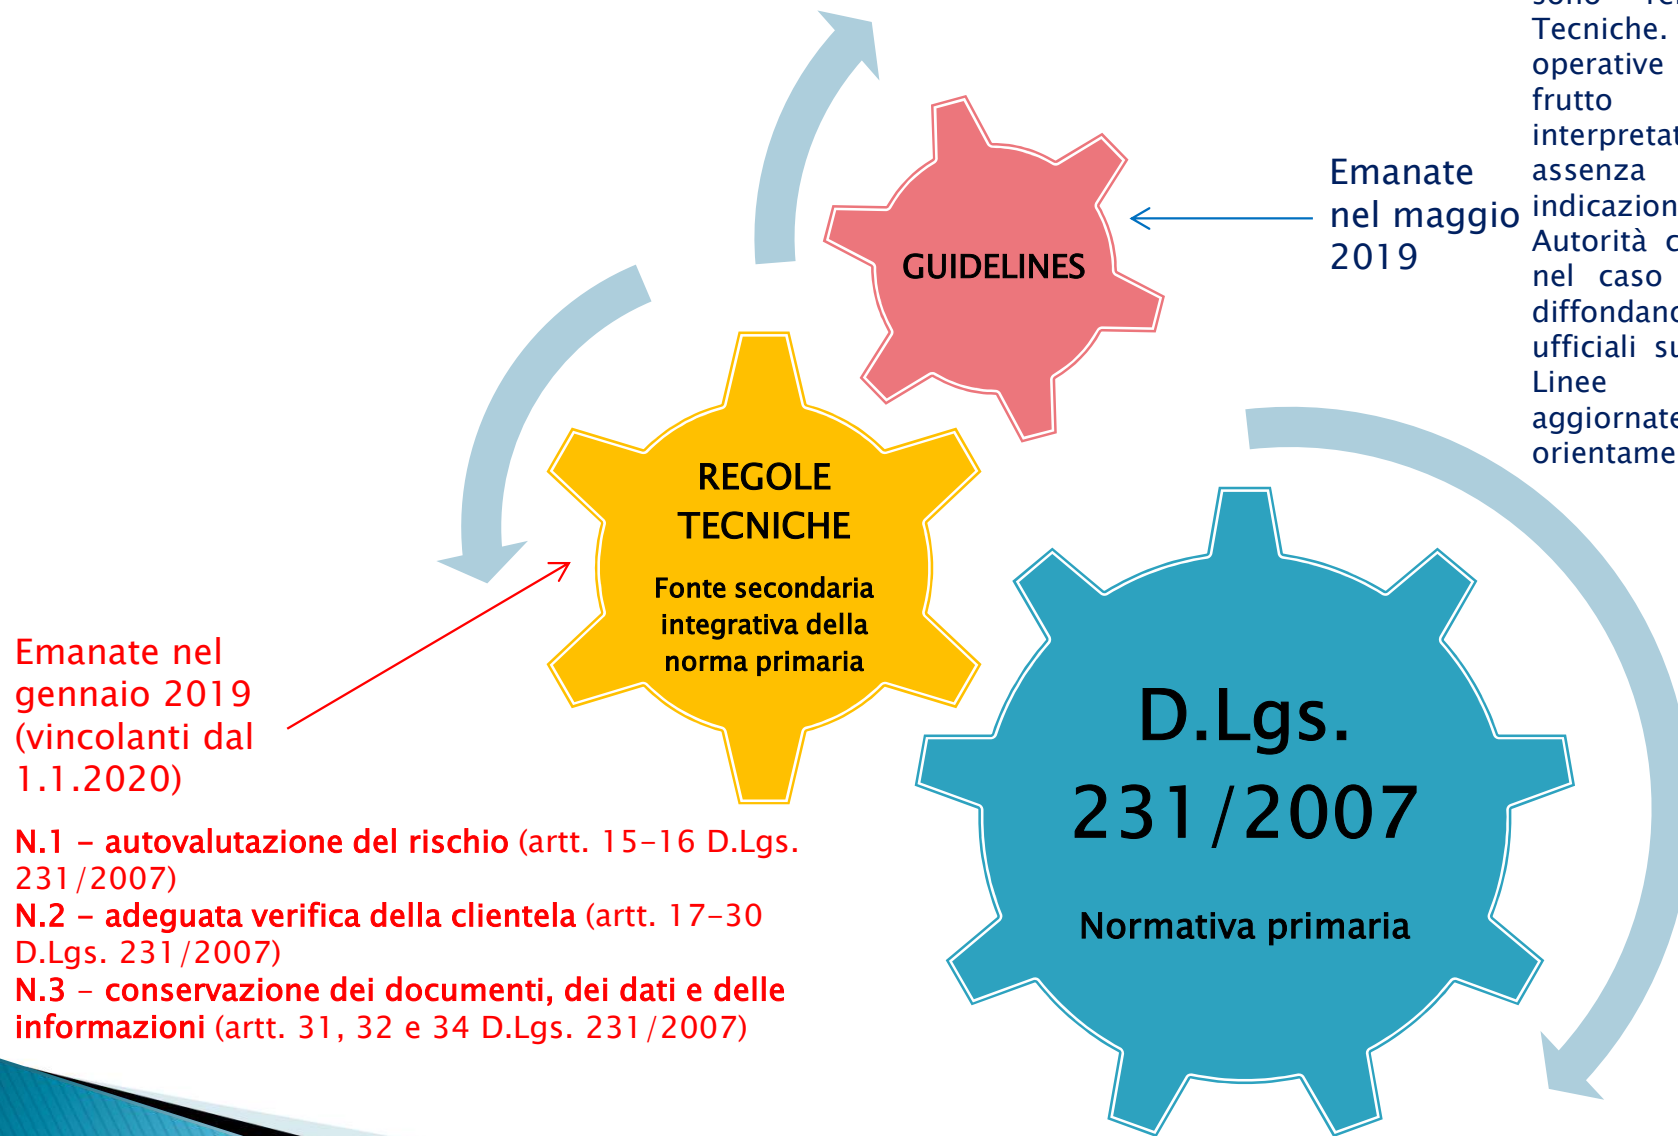 Tecniche.
operative
frutto
assenza
nel caso
Linee
Emanate
nel maggio
2019
GUIDELINES
REGOLE
TECNICHE
Fonte secondaria
integrativa della
norma primaria
Emanate nel
gennaio 2019
(vincolanti dal
1.1.2020)
D.Lgs.
231/2007
Normativa primaria
N.1 – autovalutazione del rischio (artt. 15-16 D.Lgs.
231/2007)
N.2 – adeguata verifica della clientela (artt. 17-30
D.Lgs. 231/2007)
N.3 – conservazione dei documenti, dei dati e delle
informazioni (artt. 31, 32 e 34 D.Lgs. 231/2007)